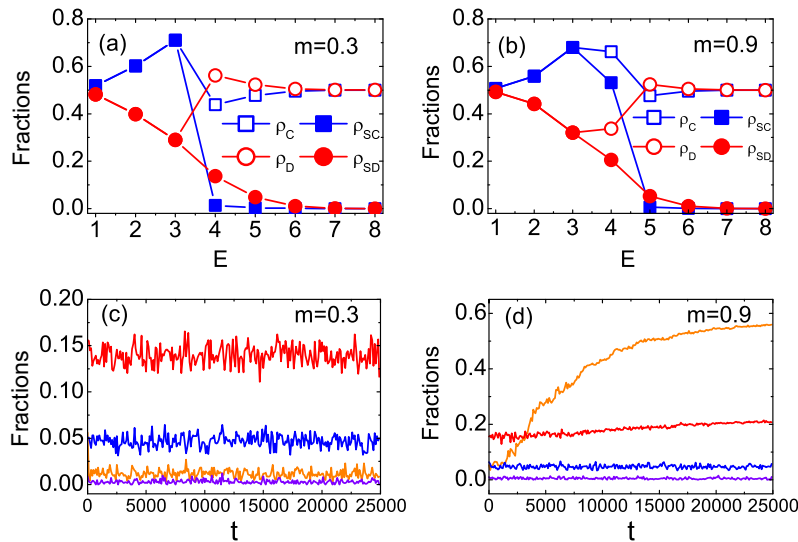 (a) m=0.3
Fractions
0.8
0.6
0.4
0.2
0.0
ρC ρSC
ρD ρSD
1 2 3 4 5 6 7 8
E
(b) m=0.9
Fractions
0.8
0.6
0.4
0.2
0.0
ρC ρSC
ρD ρSD
1 2 3 4 5 6 7 8
E
(c) m=0.3
Fractions
0.20
0.15
0.10
0.05
0.00
0 5000 10000 15000 20000 25000
t
(d) m=0.9
Fractions
0.6
0.4
0.2
0.0
0 5000 10000 15000 20000 25000
t